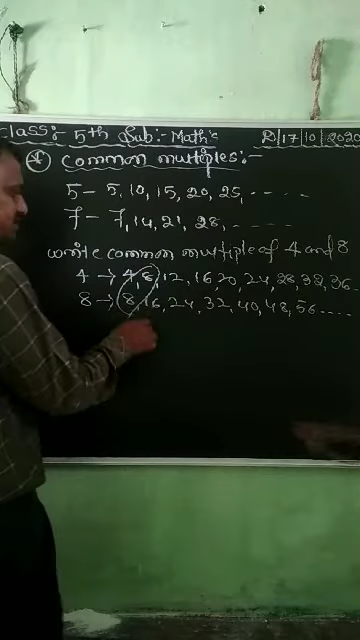 Class:- 5th Sub:- Math's D/17/10/2020
* Common multiples:-
5 - 5, 10, 15, 20, 25, - - - - -
7 - 7, 14, 21, 28, - - - - -
write common multiple of 4 and 8
4 → 4, 8, 12, 16, 20, 24, 28, 32, 36 - -
8 → 8, 16, 24, 32, 40, 48, 56 - - - -